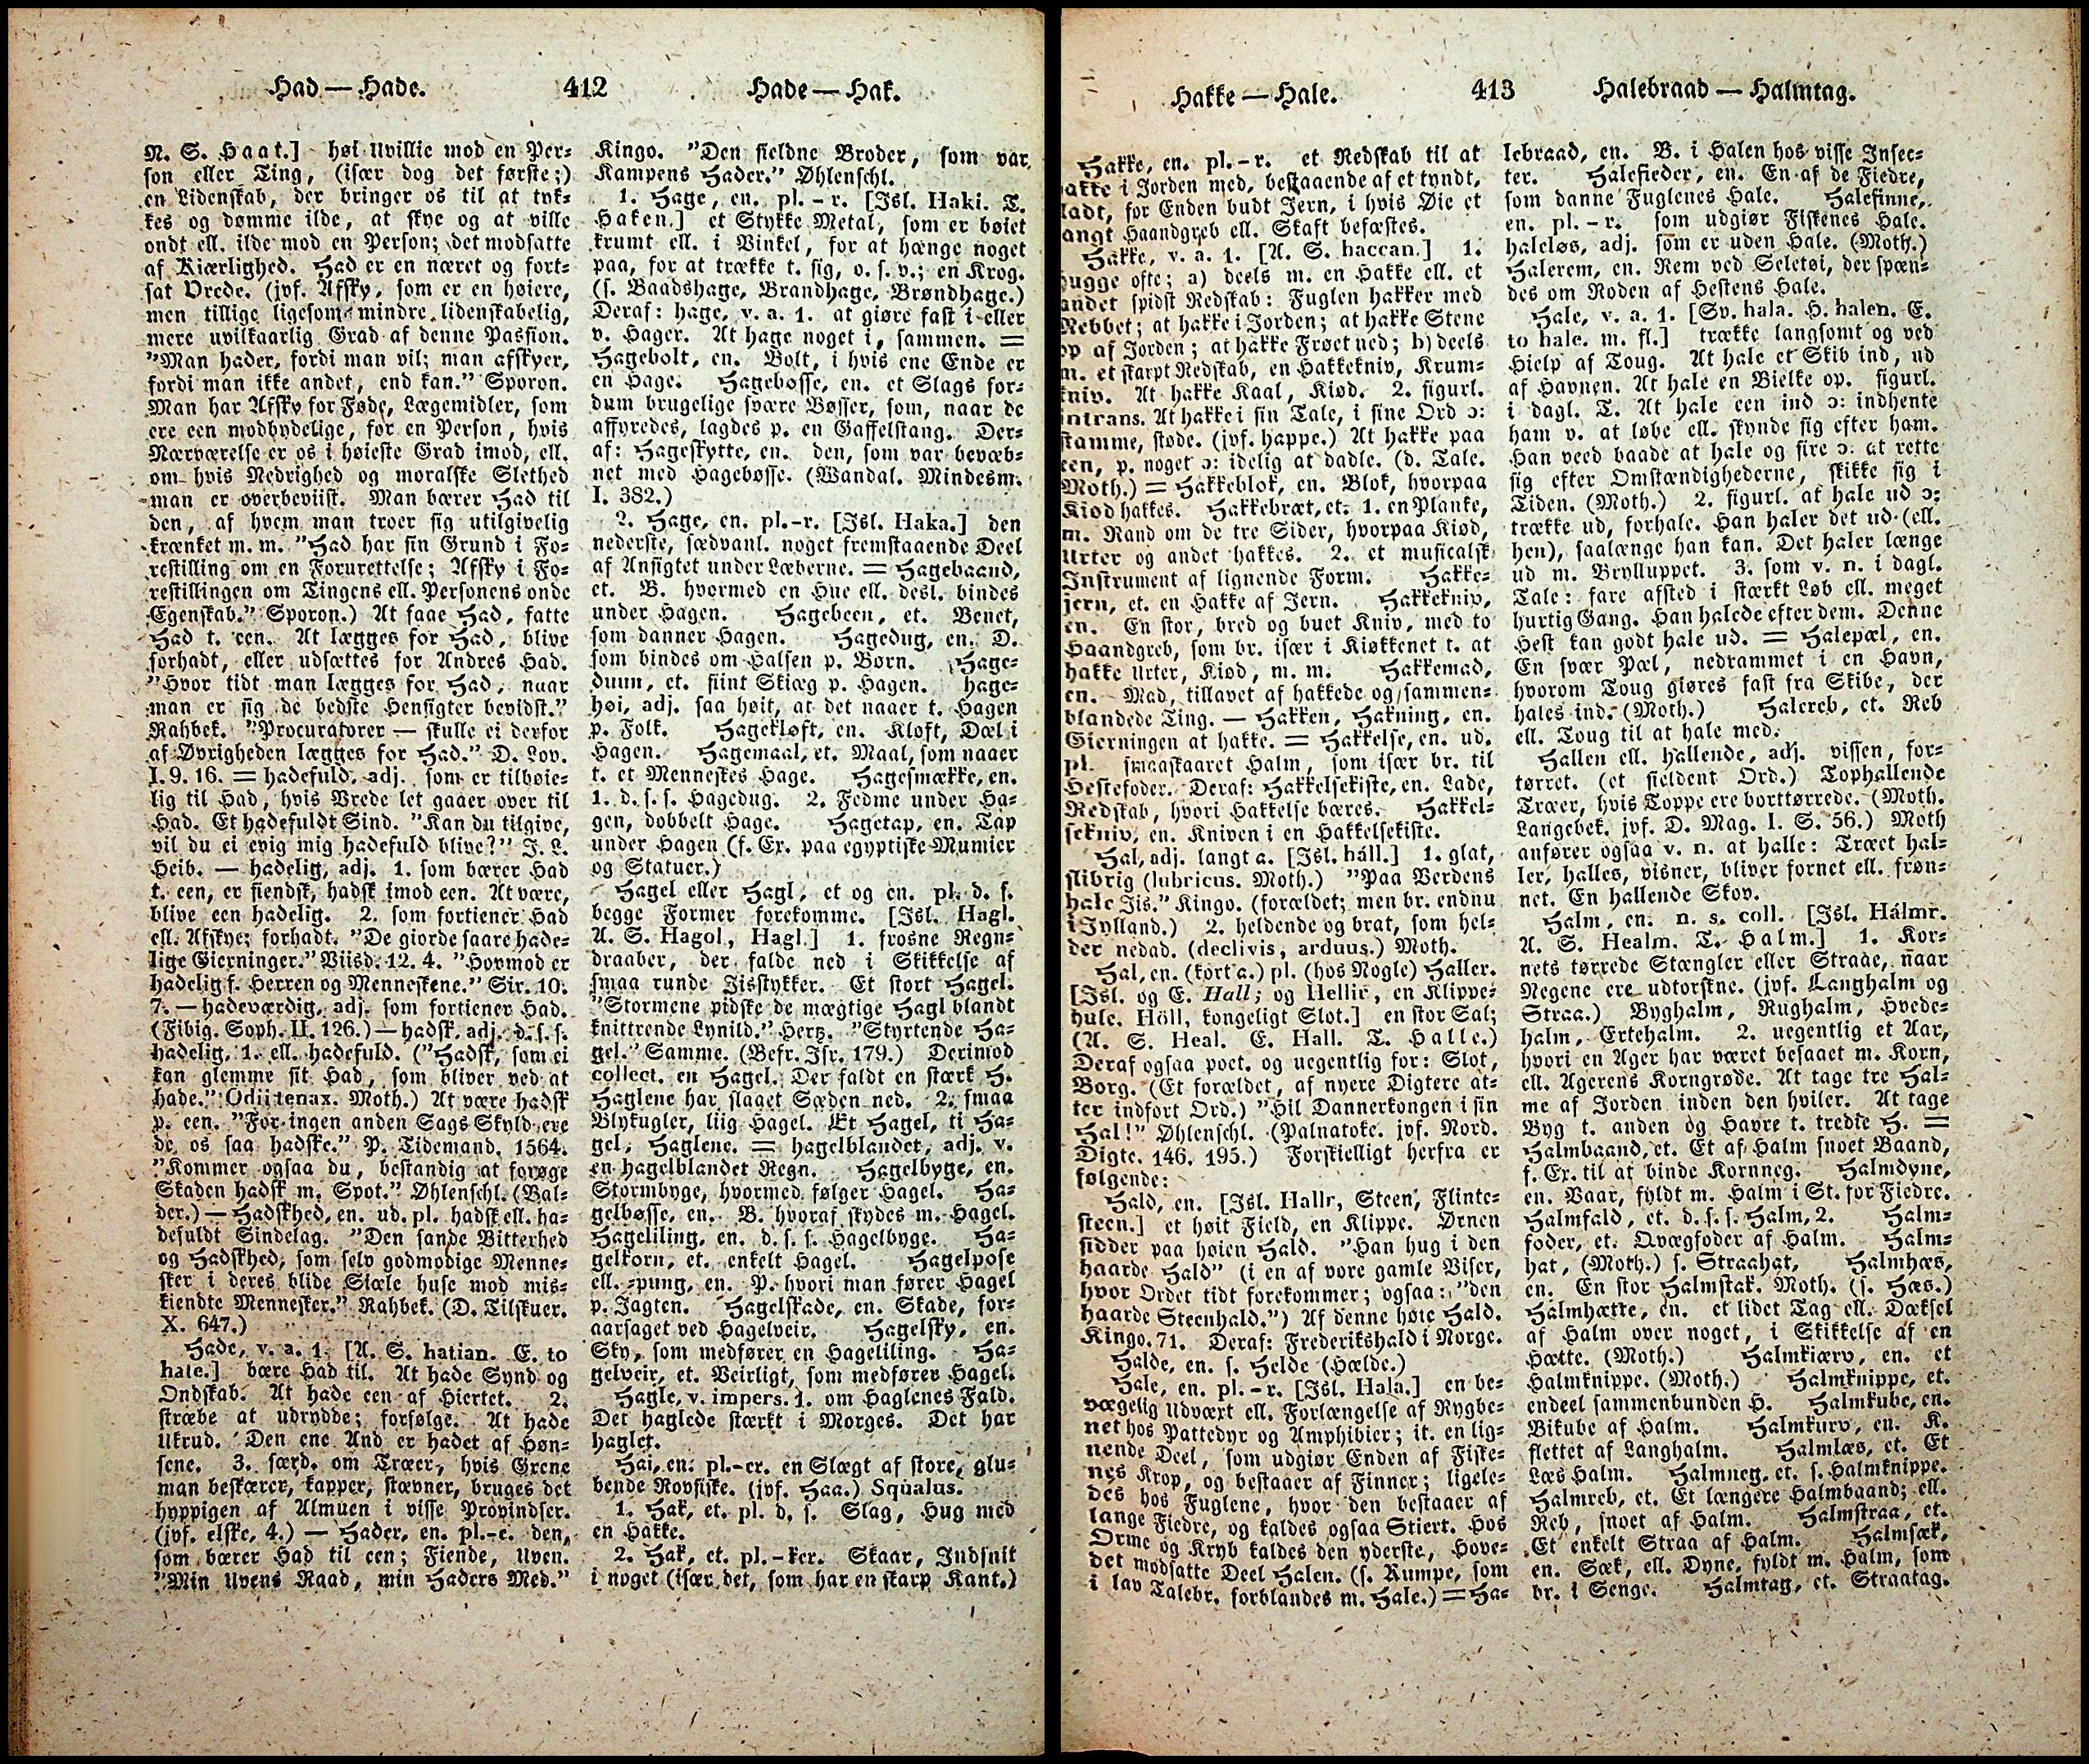 Had — Hade. 412 Hade — Hak.
N. S. Haat.] høi Uvillie mod en Per-
son eller Ting, (især dog det første;)
en Lidenskab, der bringer os til at tyk-
kes og dømme ilde, at skye og at ville
ondt ell. ilde mod en Person; det modsatte
af Kiærlighed. Had er en næret og fort-
sat Vrede. (jvf. Afsky, som er en høiere,
men tillige ligesom mindre lidenskabelig,
mere uvilkaarlig Grad af denne Passion.
"Man hader, fordi man vil; man afskyer,
fordi man ikke andet, end kan." Sporon.
Man har Afsky for Føde, Lægemidler, som
ere een modbydelige, for en Person, hvis
Nærværelse er os i høieste Grad imod, ell.
om hvis Nedrighed og moralske Slethed
man er overbeviist. Man bærer Had til
den, af hvem man troer sig utilgivelig
krænket m. m. "Had har sin Grund i Fo-
restilling om en Forurettelse; Afsky i Fo-
restillingen om Tingens ell. Personens onde
Egenskab." Sporon.) At faae Had, fatte
Had t. een. At lægges for Had, blive
forhadt, eller udsættes for Andres Had.
"Hvor tidt man lægges for Had, naar
man er sig de bedste Hensigter bevidst."
Rahbek. "Procuratorer — skulle ei derfor
af Øvrigheden lægges for Had." D. Lov.
I. 9. 16. = hadefuld, adj. som er tilbøie-
lig til Had, hvis Vrede let gaaer over til
Had. Et hadefuldt Sind. "Kan du tilgive,
vil du ei evig mig hadefuld blive?" J. L.
Heib. — hadelig, adj. 1. som bærer Had
t. een, er fiendsk, hadsk imod een. At være,
blive een hadelig. 2. som fortiener Had
ell. Afskye; forhadt. "De giorde saare hade-
lige Gierninger." Viisd. 12. 4. "Hovmod er
hadelig f. Herren og Menneskene." Sir. 10.
7. — hadeværdig, adj. som fortiener Had.
(Fibig. Soph. II. 126.) — hadsk, adj. d. s. s.
hadelig, 1. ell. hadefuld. ("Hadsk, som ei
kan glemme sit Had, som bliver ved at
hade." Odii tenax. Moth.) At være hadsk
p. een. "For ingen anden Sags Skyld ere
de os saa hadske." P. Tidemand. 1564.
"Kommer ogsaa du, bestandig at forøge
Skaden hadsk m. Spot." Øhlenschl. (Bal-
der.) — Hadskhed, en. ud. pl. hadsk ell. ha-
defuldt Sindelag. "Den sande Bitterhed
og Hadskhed, som selv godmodige Menne-
sker i deres blide Siæle huse mod mis-
kiendte Mennesker." Rahbek. (D. Tilskuer.
X. 647.)
Hade, v. a. 1. [A. S. hatian. E. to
hate.] bære Had til. At hade Synd og
Ondskab. At hade een af Hiertet. 2.
stræbe at udrydde; forfølge. At hade
Ukrud. Den ene And er hadet af Høn-
sene. 3. særd. om Træer, hvis Grene
man beskærer, kapper, stævner, bruges det
hyppigen af Almuen i visse Provindser.
(jvf. elske, 4.) — Hader, en. pl.-e. den,
som bærer Had til een; Fiende, Uven.
"Min Uvens Raad, min Haders Med."
Kingo. "Den sieldne Broder, som var
Kampens Hader." Øhlenschl.
1. Hage, en. pl. - r. [Isl. Haki. T.
Haken.] et Stykke Metal, som er bøiet
krumt ell. i Vinkel, for at hænge noget
paa, for at trække t. sig, o. s. v.; en Krog.
(s. Baadshage, Brandhage, Brøndhage.)
Deraf: hage, v. a. 1. at giøre fast i eller
v. Hager. At hage noget i, sammen. =
Hagebolt, en. Bolt, i hvis ene Ende er
en Hage. Hagebøsse, en. et Slags for-
dum brugelige svære Bøsser, som, naar de
affyredes, lagdes p. en Gaffelstang. Der-
af: Hageskytte, en. den, som var bevæb-
net med Hagebøsse. (Wandal. Mindesm.
I. 382.)
2. Hage, en. pl.-r. [Isl. Haka.] den
nederste, sædvanl. noget fremstaaende Deel
af Ansigtet under Læberne. = Hagebaand,
et. B. hvormed en Hue ell. desl. bindes
under Hagen. Hagebeen, et. Benet,
som danner Hagen. Hagedug, en. D.
som bindes om Halsen p. Børn. Hage-
duun, et. fiint Skiæg p. Hagen. hage-
høi, adj. saa høit, at det naaer t. Hagen
p. Folk. Hagekløft, en. Kløft, Dæl i
Hagen. Hagemaal, et. Maal, som naaer
t. et Menneskes Hage. Hagesmække, en.
1. d. s. s. Hagedug. 2. Fedme under Ha-
gen, dobbelt Hage. Hagetap, en. Tap
under Hagen (f. Ex. paa egyptiske Mumier
og Statuer.)
Hagel eller Hagl, et og en. pl. d. s.
begge Former forekomme. [Isl. Hagl.
A. S. Hagol, Hagl.] 1. frosne Regn-
draaber, der falde ned i Skikkelse af
smaa runde Iisstykker. Et stort Hagel.
"Stormene pidske de mægtige Hagl blandt
knittrende Lynild." Hertz. "Styrtende Ha-
gel." Samme. (Befr. Isr. 179.) Derimod
collect. en Hagel. Der faldt en stærk H.
Haglene har slaaet Sæden ned. 2. smaa
Blykugler, liig Hagel. Et Hagel, ti Ha-
gel, Haglene. = hagelblandet, adj. v.
en hagelblandet Regn. Hagelbyge, en.
Stormbyge, hvormed følger Hagel. Ha-
gelbøsse, en. B. hvoraf skydes m. Hagel.
Hageliling, en. d. s. s. Hagelbyge. Ha-
gelkorn, et. enkelt Hagel. Hagelpose
ell. -pung, en. P. hvori man fører Hagel
p. Jagten. Hagelskade, en. Skade, for-
aarsaget ved Hagelveir. Hagelsky, en.
Sky, som medfører en Hageliling. Ha-
gelveir, et. Veirligt, som medfører Hagel.
Hagle, v. impers. 1. om Haglenes Fald.
Det haglede stærkt i Morges. Det har
haglet.
Hai, en. pl.-er. en Slægt af store, glu-
bende Rovfiske. (jvf. Haa.) Squalus.
1. Hak, et. pl. d. s. Slag, Hug med
en Hakke.
2. Hak, et. pl. - ker. Skaar, Indsnit
i noget (især det, som har en skarp Kant.)
Hakke — Hale. 413 Halebraad — Halmtag.
Hakke, en. pl. - r. et Redskab til at
akke i Jorden med, bestaaende af et tyndt,
ladt, for Enden budt Jern, i hvis Øie et
angt Haandgreb ell. Skaft befæstes.
Hakke, v. a. 1. [A. S. haccan.] 1.
hugge ofte; a) deels m. en Hakke ell. et
andet spidst Redskab: Fuglen hakker med
Nebbet; at hakke i Jorden; at hakke Stene
op af Jorden; at hakke Frøet ned; b) deels
m. et skarpt Redskab, en Hakkekniv, Krum-
kniv. At hakke Kaal, Kiød. 2. figurl.
intrans. At hakke i sin Tale, i sine Ord ɔ:
stamme, støde. (jvf. happe.) At hakke paa
een, p. noget ɔ: idelig at dadle. (d. Tale.
Moth.) = Hakkeblok, en. Blok, hvorpaa
Kiød hakkes. Hakkebræt, et. 1. en Planke,
m. Rand om de tre Sider, hvorpaa Kiød,
Urter og andet hakkes. 2. et musicalsk
Instrument af lignende Form. Hakke-
jern, et. en Hakke af Jern. Hakkekniv,
en. En stor, bred og buet Kniv, med to
Haandgreb, som br. især i Kiøkkenet t. at
hakke Urter, Kiød, m. m. Hakkemad,
en. Mad, tillavet af hakkede og sammen-
blandede Ting. — Hakken, Hakning, en.
Gierningen at hakke. = Hakkelse, en. ud.
pl. smaaskaaret Halm, som især br. til
Hestefoder. Deraf: Hakkelsekiste, en. Lade,
Redskab, hvori Hakkelse bæres. Hakkel-
sekniv, en. Kniven i en Hakkelsekiste.
Hal, adj. langt a. [Isl. háll.] 1. glat,
slibrig (lubricus. Moth.) "Paa Verdens
hale Iis." Kingo. (forældet; men br. endnu
i Jylland.) 2. heldende og brat, som hel-
der nedad. (declivis, arduus.) Moth.
Hal, en. (kort a.) pl. (hos Nogle) Haller.
[Isl. og E. Hall; og Hellir, en Klippe-
hule. Höll, kongeligt Slot.] en stor Sal;
(A. S. Heal. E. Hall. T. Halle.)
Deraf ogsaa poet. og uegentlig for: Slot,
Borg. (Et forældet, af nyere Digtere at-
ter indført Ord.) "Hil Dannerkongen i sin
Hal!" Øhlenschl. (Palnatoke. jvf. Nord.
Digte. 146. 195.) Forskielligt herfra er
følgende:
Hald, en. [Isl. Hallr, Steen, Flinte-
steen.] et høit Field, en Klippe. Ørnen
sidder paa høien Hald. "Han hug i den
haarde Hald" (i en af vore gamle Viser,
hvor Ordet tidt forekommer; ogsaa: "den
haarde Steenhald.") Af denne høie Hald.
Kingo. 71. Deraf: Frederikshald i Norge.
Halde, en. s. Helde (Hælde.)
Hale, en. pl. - r. [Isl. Hala.] en be-
vægelig Udvæxt ell. Forlængelse af Rygbe-
net hos Pattedyr og Amphibier; it. en lig-
nende Deel, som udgiør Enden af Fiske-
nes Krop, og bestaaer af Finner; ligele-
des hos Fuglene, hvor den bestaaer af
lange Fiedre, og kaldes ogsaa Stiert. Hos
Orme og Kryb kaldes den yderste, Hove-
det modsatte Deel Halen. (s. Rumpe, som
i lav Talebr. forblandes m. Hale.) = Ha-
lebraad, en. B. i Halen hos visse Insec-
ter. Halefieder, en. En af de Fiedre,
som danne Fuglenes Hale. Halefinne,
en. pl. - r. som udgiør Fiskenes Hale.
haleløs, adj. som er uden Hale. (Moth.)
Halerem, en. Rem ved Seletøi, der spæn-
des om Roden af Hestens Hale.
Hale, v. a. 1. [Sv. hala. H. halen. E.
to hale. m. fl.] trække langsomt og ved
Hielp af Toug. At hale et Skib ind, ud
af Havnen. At hale en Bielke op. figurl.
i dagl. T. At hale een ind ɔ: indhente
ham v. at løbe ell. skynde sig efter ham.
Han veed baade at hale og fire ɔ: at rette
sig efter Omstændighederne, skikke sig i
Tiden. (Moth.) 2. figurl. at hale ud ɔ:
trække ud, forhale. Han haler det ud (ell.
hen), saalænge han kan. Det haler længe
ud m. Brylluppet. 3. som v. n. i dagl.
Tale: fare afsted i stærkt Løb ell. meget
hurtig Gang. Han halede efter dem. Denne
Hest kan godt hale ud. = Halepæl, en.
En svær Pæl, nedrammet i en Havn,
hvorom Toug giøres fast fra Skibe, der
hales ind. (Moth.) Halereb, et. Reb
ell. Toug til at hale med.
Hallen ell. hallende, adj. vissen, for-
tørret. (et sieldent Ord.) Tophallende
Træer, hvis Toppe ere borttørrede. (Moth.
Langebek. jvf. D. Mag. I. S. 56.) Moth
anfører ogsaa v. n. at halle: Træet hal-
ler, halles, visner, bliver fornet ell. frøn-
net. En hallende Skov.
Halm, en. n. s. coll. [Isl. Hálmr.
A. S. Healm. T. Halm.] 1. Kor-
nets tørrede Stængler eller Straae, naar
Negene ere udtorskne. (jvf. Langhalm og
Straa.) Byghalm, Rughalm, Hvede-
halm, Ertehalm. 2. uegentlig et Aar,
hvori en Ager har været besaaet m. Korn,
ell. Agerens Korngrøde. At tage tre Hal-
me af Jorden inden den hviler. At tage
Byg t. anden og Havre t. tredie H. =
Halmbaand, et. Et af Halm snoet Baand,
f. Ex. til at binde Kornneg. Halmdyne,
en. Vaar, fyldt m. Halm i St. for Fiedre.
Halmfald, et. d. s. s. Halm, 2. Halm-
foder, et. Qvægfoder af Halm. Halm-
hat, (Moth.) s. Straahat, Halmhæs,
en. En stor Halmstak. Moth. (s. Hæs.)
Halmhætte, en. et lidet Tag ell. Dæksel
af Halm over noget, i Skikkelse af en
Hætte. (Moth.) Halmkiærv, en. et
Halmknippe. (Moth.) Halmknippe, et.
endeel sammenbunden H. Halmkube, en.
Bikube af Halm. Halmkurv, en. K.
flettet af Langhalm. Halmlæs, et. Et
Læs Halm. Halmneg, et. s. Halmknippe.
Halmreb, et. Et længere Halmbaand; ell.
Reb, snoet af Halm. Halmstraa, et.
Et enkelt Straa af Halm. Halmsæk,
en. Sæk, ell. Dyne, fyldt m. Halm, som
br. i Senge. Halmtag, et. Straatag.